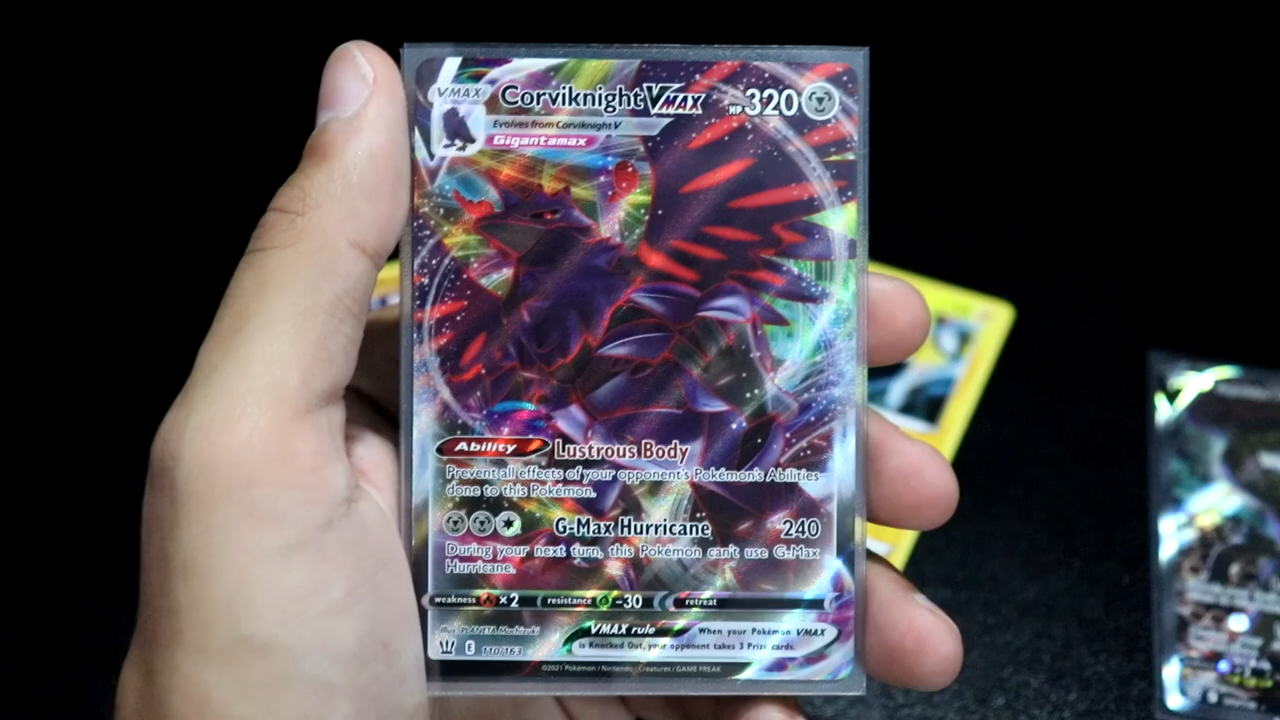 VMAX Corviknight VMAX HP 320
Evolves from Corviknight V
Gigantamax
Ability Lustrous Body
Prevent all effects of your opponent's Pokémon's Abilities
done to this Pokémon.
G-Max Hurricane 240
During your next turn, this Pokémon can't use G-Max
Hurricane.
weakness ×2 resistance -30 retreat
Illus. PLANETA Mochizuki
VMAX rule When your Pokémon VMAX
is Knocked Out, your opponent takes 3 Prize cards.
E 110/163
©2021 Pokémon / Nintendo / Creatures / GAME FREAK